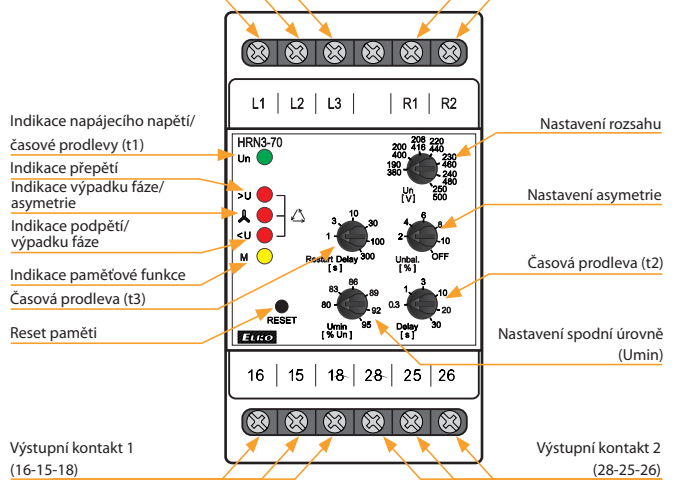 L1 L2 L3 R1 R2
Indikace napájecího napětí/
časové prodlevy (t1)
Indikace přepětí
Indikace výpadku fáze/
asymetrie
Indikace podpětí/
výpadku fáze
Indikace paměťové funkce
Časová prodleva (t3)
Reset paměti
HRN3-70
Un
>U
<U
M
RESET
ELKO
380 190 400 200 416 208 440 220 460 230 480 240 500 250
Un
[V]
1 3 10 30 100 300
Restart Delay
[s]
2 4 6 8 10 OFF
Unbal.
[%]
80 83 86 89 92 95
Umin
[% Un]
0.3 1 3 10 20 30
Delay
[s]
Nastavení rozsahu
Nastavení asymetrie
Časová prodleva (t2)
Nastavení spodní úrovně
(Umin)
16 15 18 28 25 26
Výstupní kontakt 1
(16-15-18)
Výstupní kontakt 2
(28-25-26)